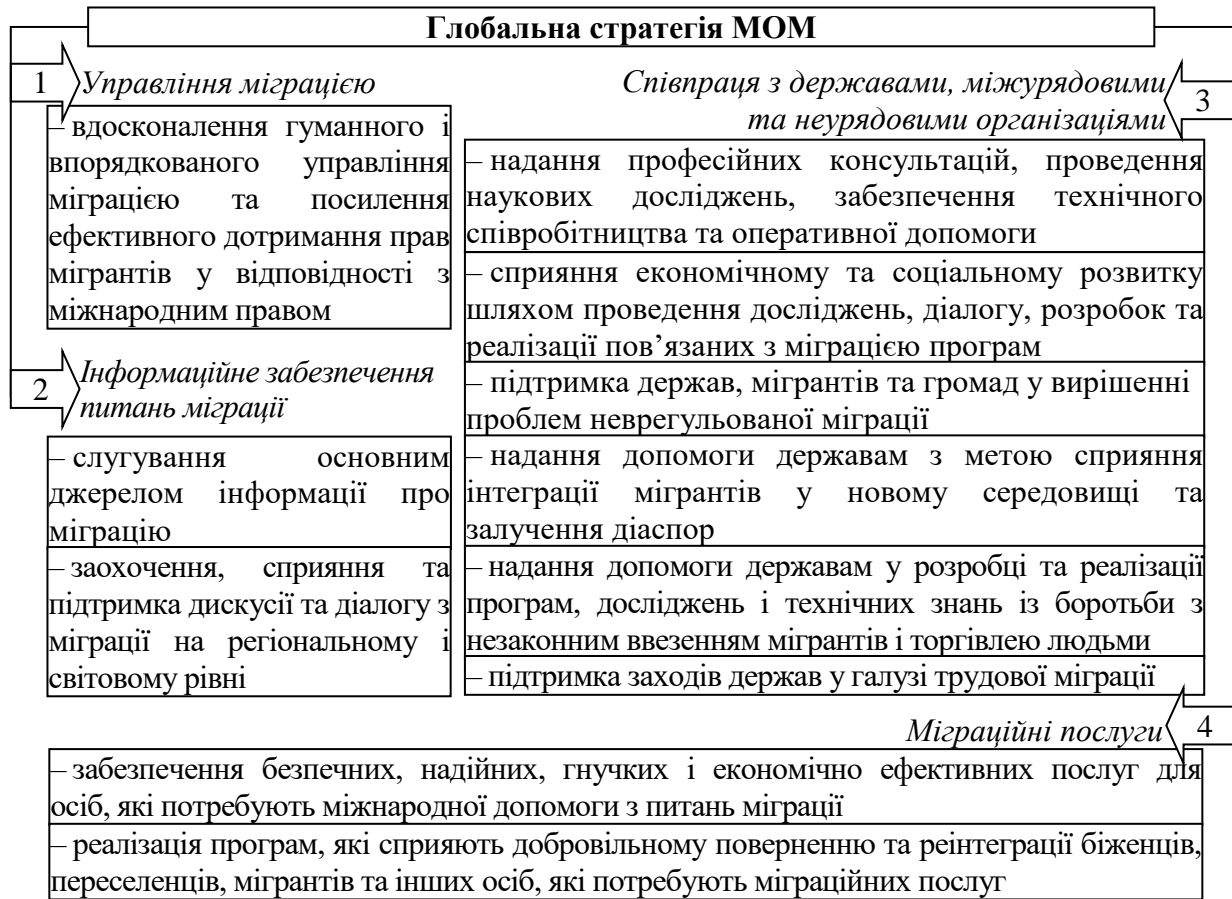 Глобальна стратегія МОМ
1
Управління міграцією
– вдосконалення гуманного і
впорядкованого управління
міграцією та посилення
ефективного дотримання прав
мігрантів у відповідності з
міжнародним правом
2
Інформаційне забезпечення
питань міграції
– слугування основним
джерелом інформації про
міграцію
– заохочення, сприяння та
підтримка дискусії та діалогу з
міграції на регіональному і
світовому рівні
Співпраця з державами, міжурядовими
та неурядовими організаціями
3
– надання професійних консультацій, проведення
наукових досліджень, забезпечення технічного
співробітництва та оперативної допомоги
– сприяння економічному та соціальному розвитку
шляхом проведення досліджень, діалогу, розробок та
реалізації пов’язаних з міграцією програм
– підтримка держав, мігрантів та громад у вирішенні
проблем неврегульованої міграції
– надання допомоги державам з метою сприяння
інтеграції мігрантів у новому середовищі та
залучення діаспор
– надання допомоги державам у розробці та реалізації
програм, досліджень і технічних знань із боротьби з
незаконним ввезенням мігрантів і торгівлею людьми
– підтримка заходів держав у галузі трудової міграції
Міграційні послуги
4
– забезпечення безпечних, надійних, гнучких і економічно ефективних послуг для
осіб, які потребують міжнародної допомоги з питань міграції
– реалізація програм, які сприяють добровільному поверненню та реінтеграції біженців,
переселенців, мігрантів та інших осіб, які потребують міграційних послуг